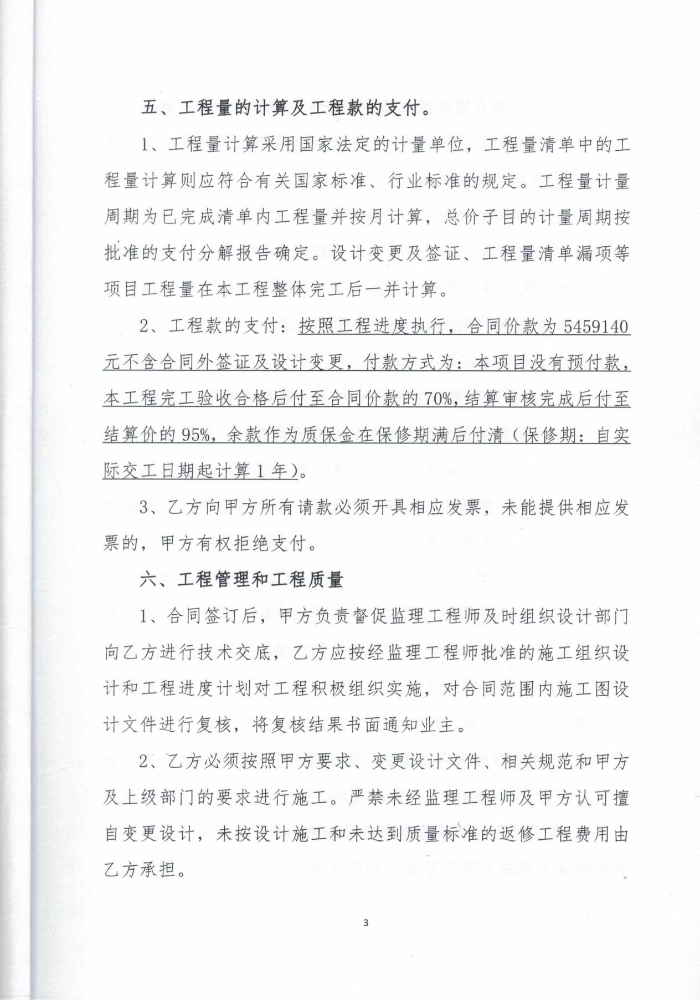 五、工程量的计算及工程款的支付。
1、工程量计算采用国家法定的计量单位，工程量清单中的工
程量计算则应符合有关国家标准、行业标准的规定。工程量计量
周期为已完成清单内工程量并按月计算，总价子目的计量周期按
批准的支付分解报告确定。设计变更及签证、工程量清单漏项等
项目工程量在本工程整体完工后一并计算。
2、工程款的支付：按照工程进度执行，合同价款为 5459140
元不含合同外签证及设计变更，付款方式为：本项目没有预付款，
本工程完工验收合格后付至合同价款的 70%，结算审核完成后付至
结算价的 95%，余款作为质保金在保修期满后付清（保修期：自实
际交工日期起计算 1 年）。
3、乙方向甲方所有请款必须开具相应发票，未能提供相应发
票的，甲方有权拒绝支付。
六、工程管理和工程质量
1、合同签订后，甲方负责督促监理工程师及时组织设计部门
向乙方进行技术交底，乙方应按经监理工程师批准的施工组织设
计和工程进度计划对工程积极组织实施，对合同范围内施工图设
计文件进行复核，将复核结果书面通知业主。
2、乙方必须按照甲方要求、变更设计文件、相关规范和甲方
及上级部门的要求进行施工。严禁未经监理工程师及甲方认可擅
自变更设计，未按设计施工和未达到质量标准的返修工程费用由
乙方承担。
3